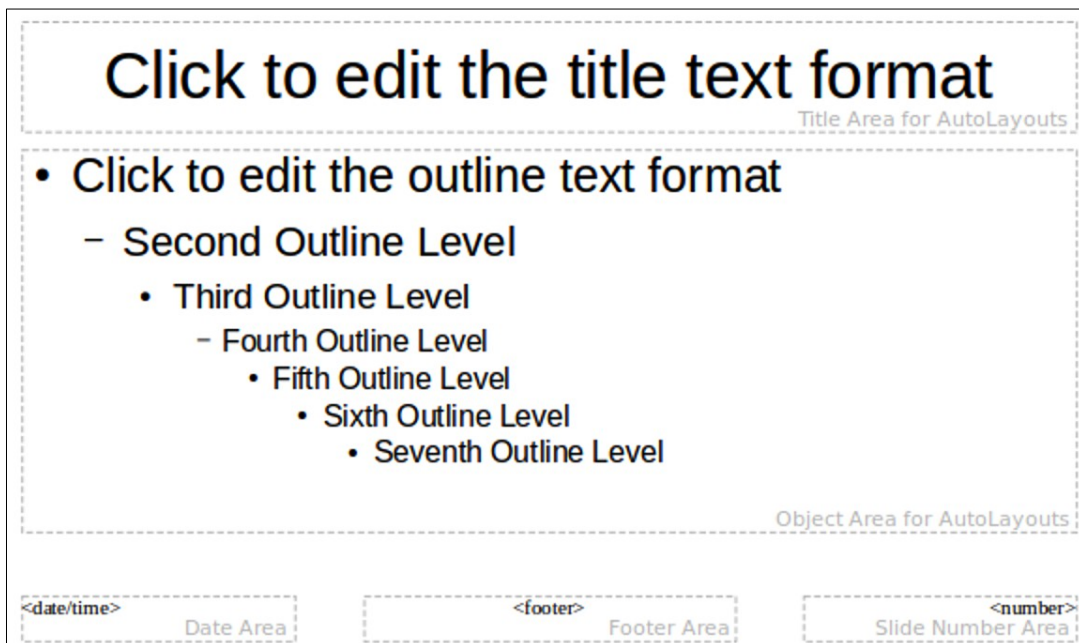 Click to edit the title text format
Title Area for AutoLayouts
• Click to edit the outline text format
– Second Outline Level
• Third Outline Level
– Fourth Outline Level
• Fifth Outline Level
• Sixth Outline Level
• Seventh Outline Level
Object Area for AutoLayouts
<date/time>
Date Area
<footer>
Footer Area
<number>
Slide Number Area